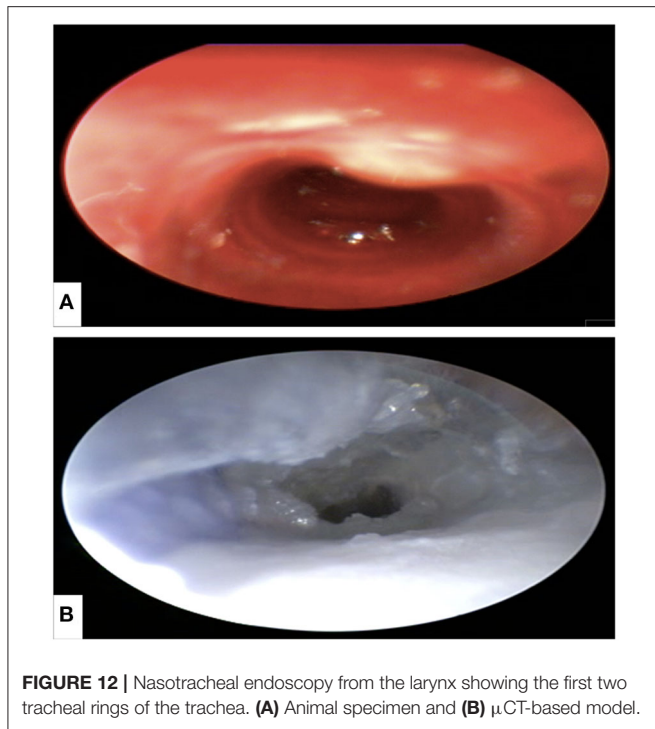 A
B
FIGURE 12 | Nasotracheal endoscopy from the larynx showing the first two
tracheal rings of the trachea. (A) Animal specimen and (B) μCT-based model.